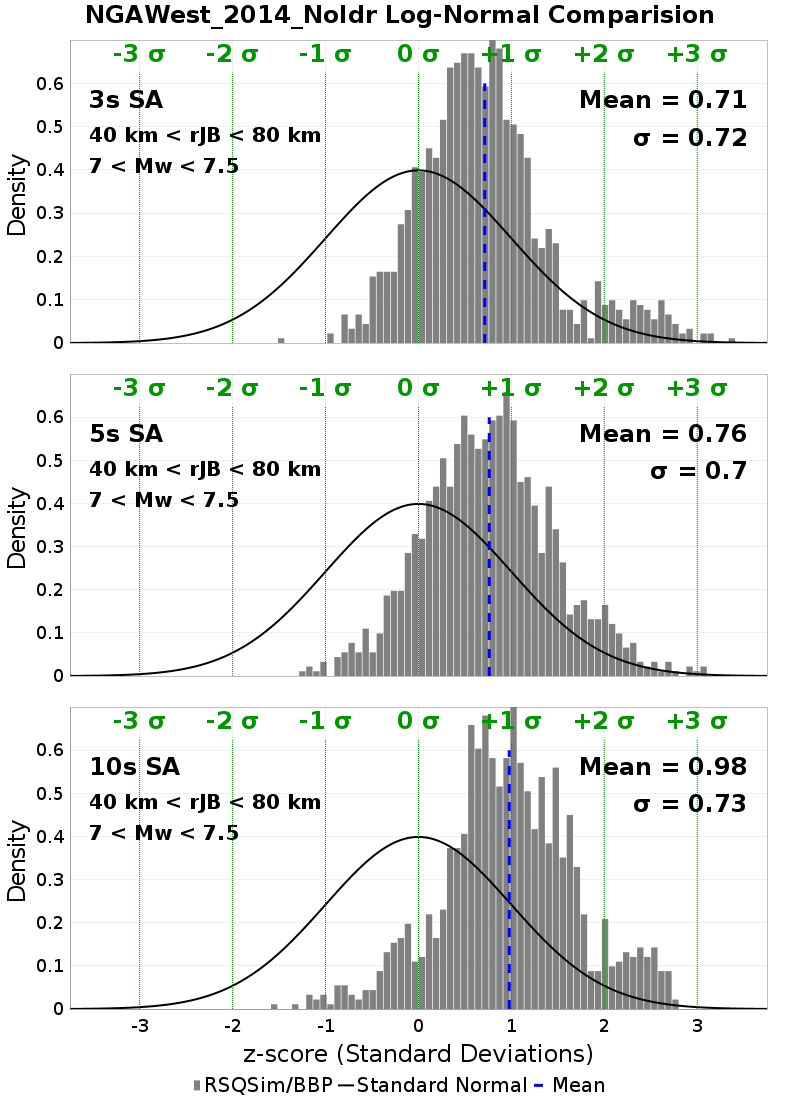 NGAWest_2014_NoIdr Log-Normal Comparision
-3 σ -2 σ -1 σ 0 σ +1 σ +2 σ +3 σ
3s SA
Mean = 0.71
40 km < rJB < 80 km
σ = 0.72
7 < Mw < 7.5
Density
0.6
0.5
0.4
0.3
0.2
0.1
0
-3 σ -2 σ -1 σ 0 σ +1 σ +2 σ +3 σ
5s SA
Mean = 0.76
40 km < rJB < 80 km
σ = 0.7
7 < Mw < 7.5
Density
0.6
0.5
0.4
0.3
0.2
0.1
0
-3 σ -2 σ -1 σ 0 σ +1 σ +2 σ +3 σ
10s SA
Mean = 0.98
40 km < rJB < 80 km
σ = 0.73
7 < Mw < 7.5
Density
0.6
0.5
0.4
0.3
0.2
0.1
0
-3 -2 -1 0 1 2 3
z-score (Standard Deviations)
RSQSim/BBP Standard Normal Mean